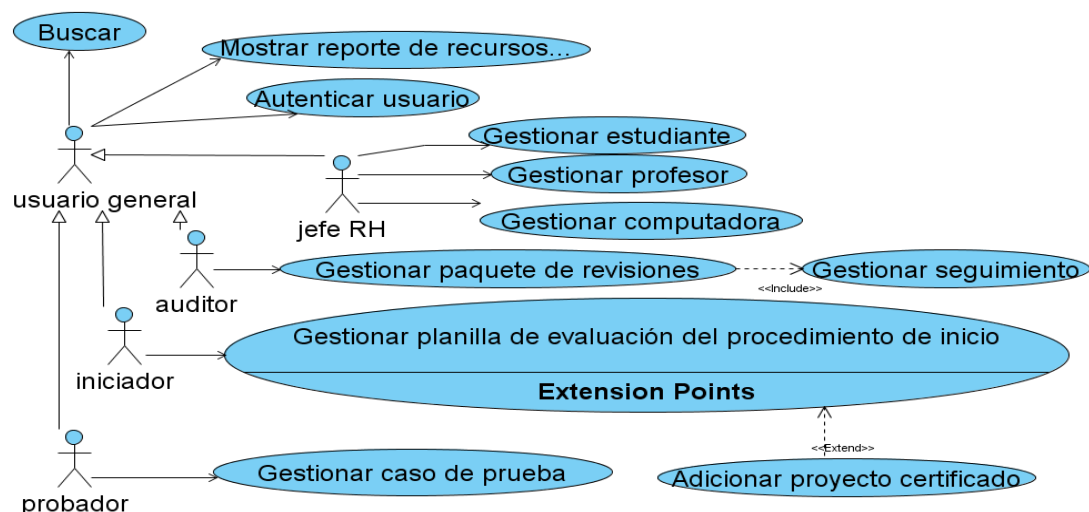 Buscar
Mostrar reporte de recursos...
Autenticar usuario
usuario general
Gestionar estudiante
Gestionar profesor
Gestionar computadora
jefe RH
auditor
Gestionar paquete de revisiones
<<Include>>
Gestionar seguimiento
iniciador
Gestionar planilla de evaluación del procedimiento de inicio
Extension Points
<<Extend>>
Adicionar proyecto certificado
probador
Gestionar caso de prueba